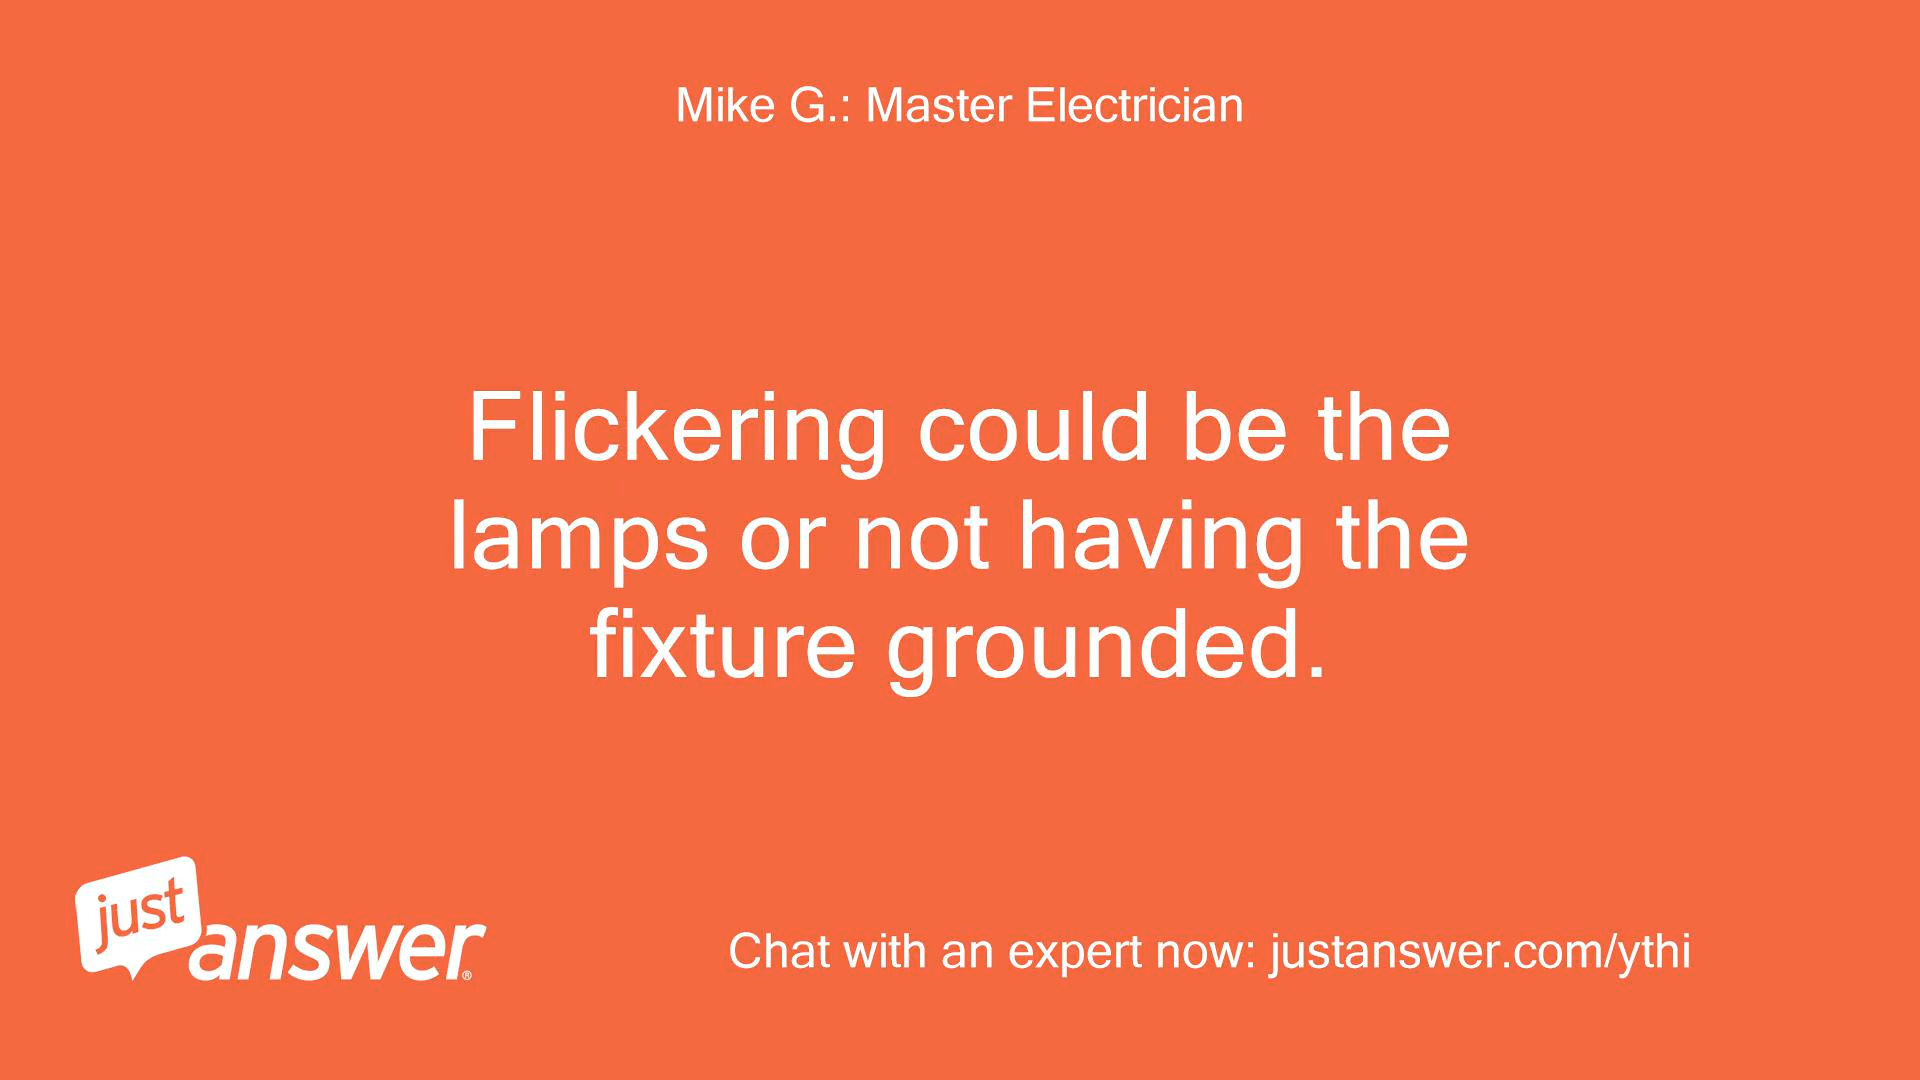 Mike G.: Master Electrician
Flickering could be the
lamps or not having the
fixture grounded.
just
answer®
Chat with an expert now: justanswer.com/ythi